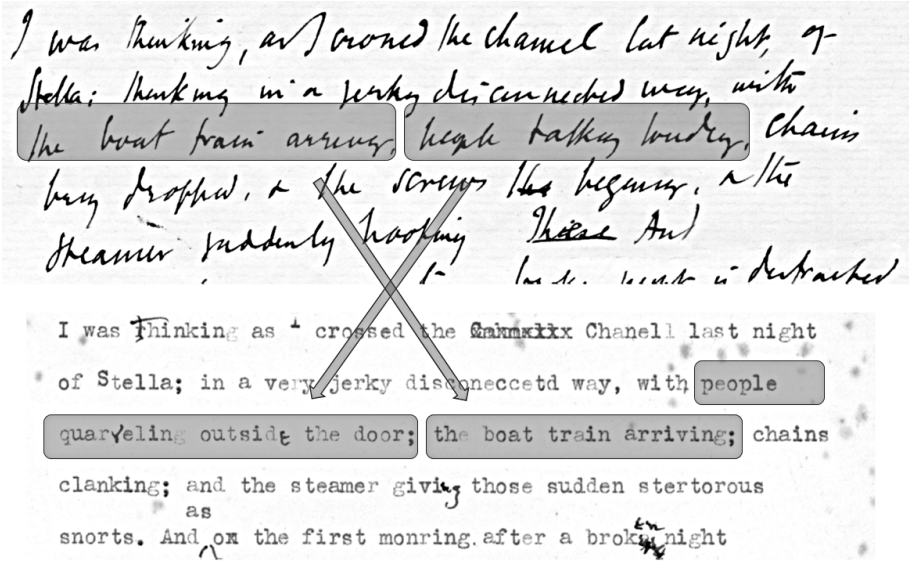 I was thinking, as I crossed the channel last night, of
Stella; thinking in a jerky disconnected way, with
the boat train arriving, people talking loudly, chains
being dropped, & the screws the beginning, & the
steamer suddenly hooting These And
night is distracted
I was Thinking as I crossed the Chanell last night
of Stella; in a very jerky disconeccetd way, with people
quarreling outside the door; the boat train arriving; chains
clanking; and the steamer giving those sudden stertorous
as
snorts. And on the first monring.after a broken night